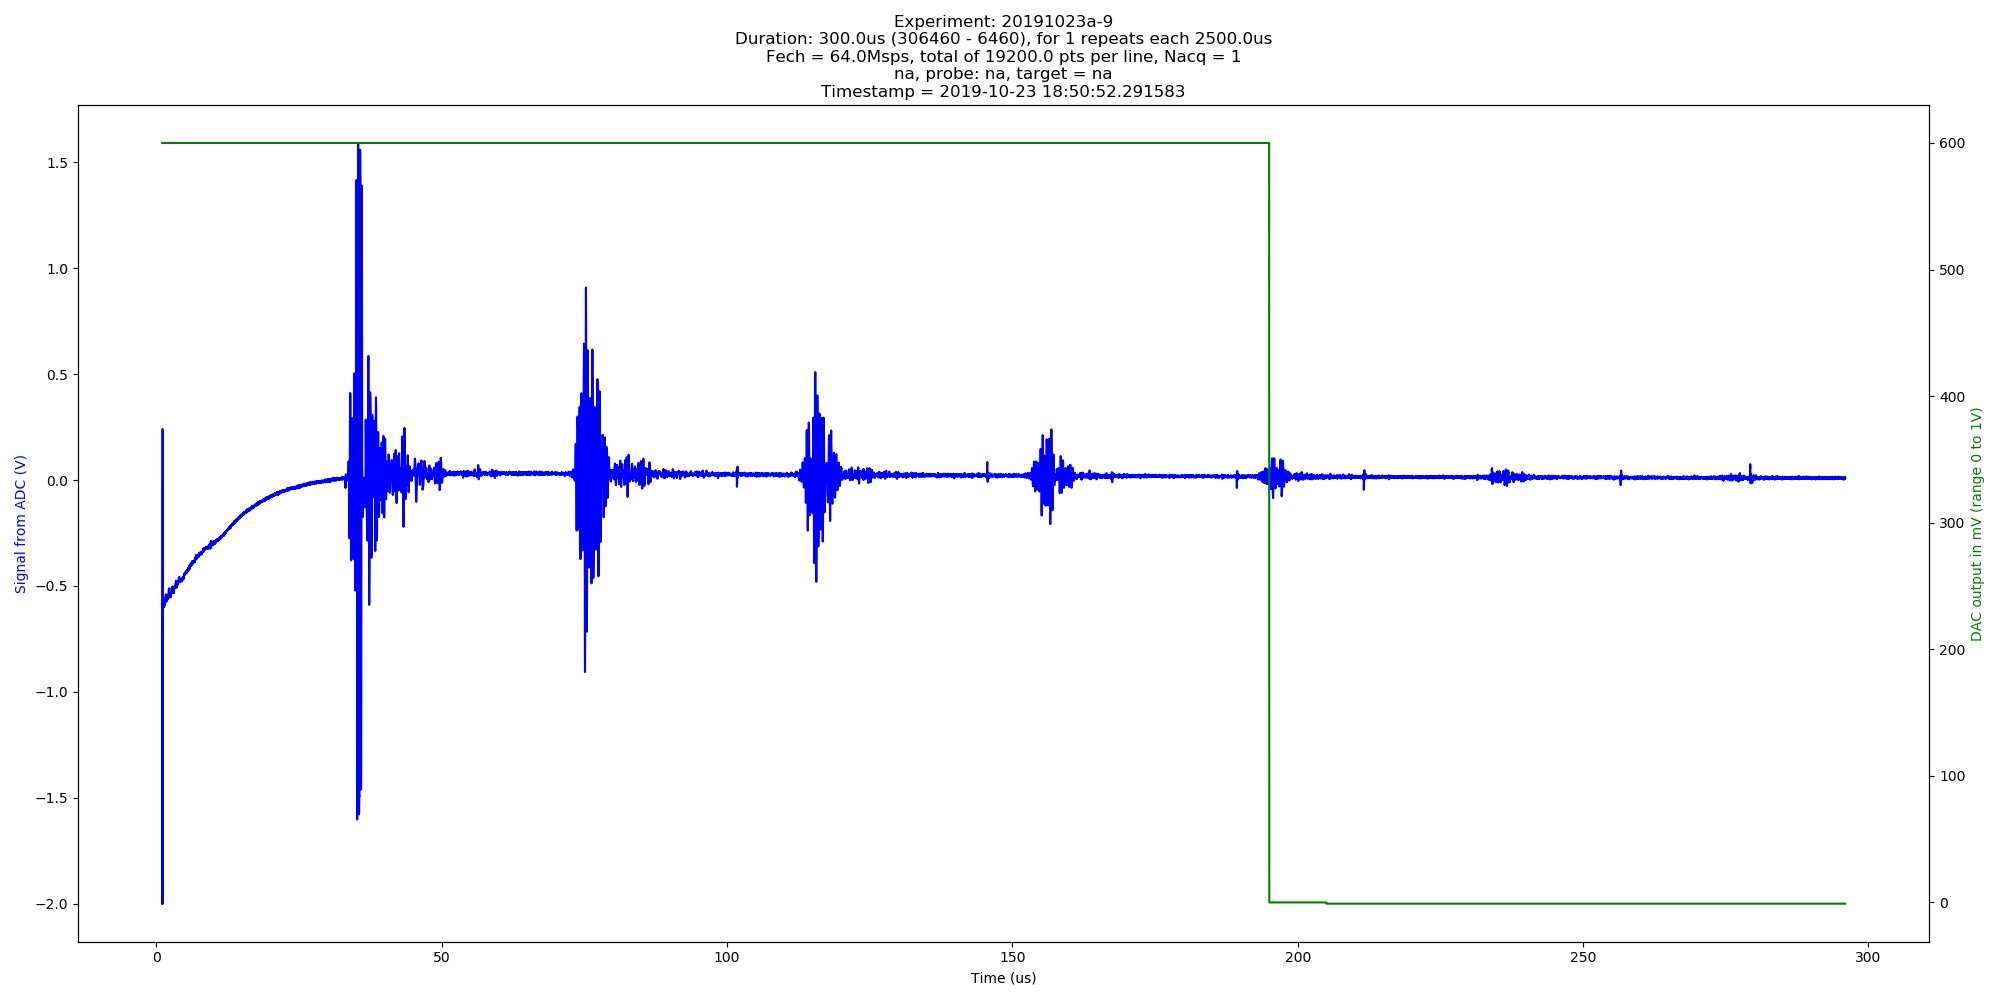 Experiment: 20191023a-9
Duration: 300.0us (306460 - 6460), for 1 repeats each 2500.0us
Fech = 64.0Msps, total of 19200.0 pts per line, Nacq = 1
na, probe: na, target = na
Timestamp = 2019-10-23 18:50:52.291583
Signal from ADC (V)
1.5
1.0
0.5
0.0
−0.5
−1.0
−1.5
−2.0
0
50
100
150
200
250
300
Time (us)
600
500
400
300
200
100
0
DAC output in mV (range 0 to 1V)